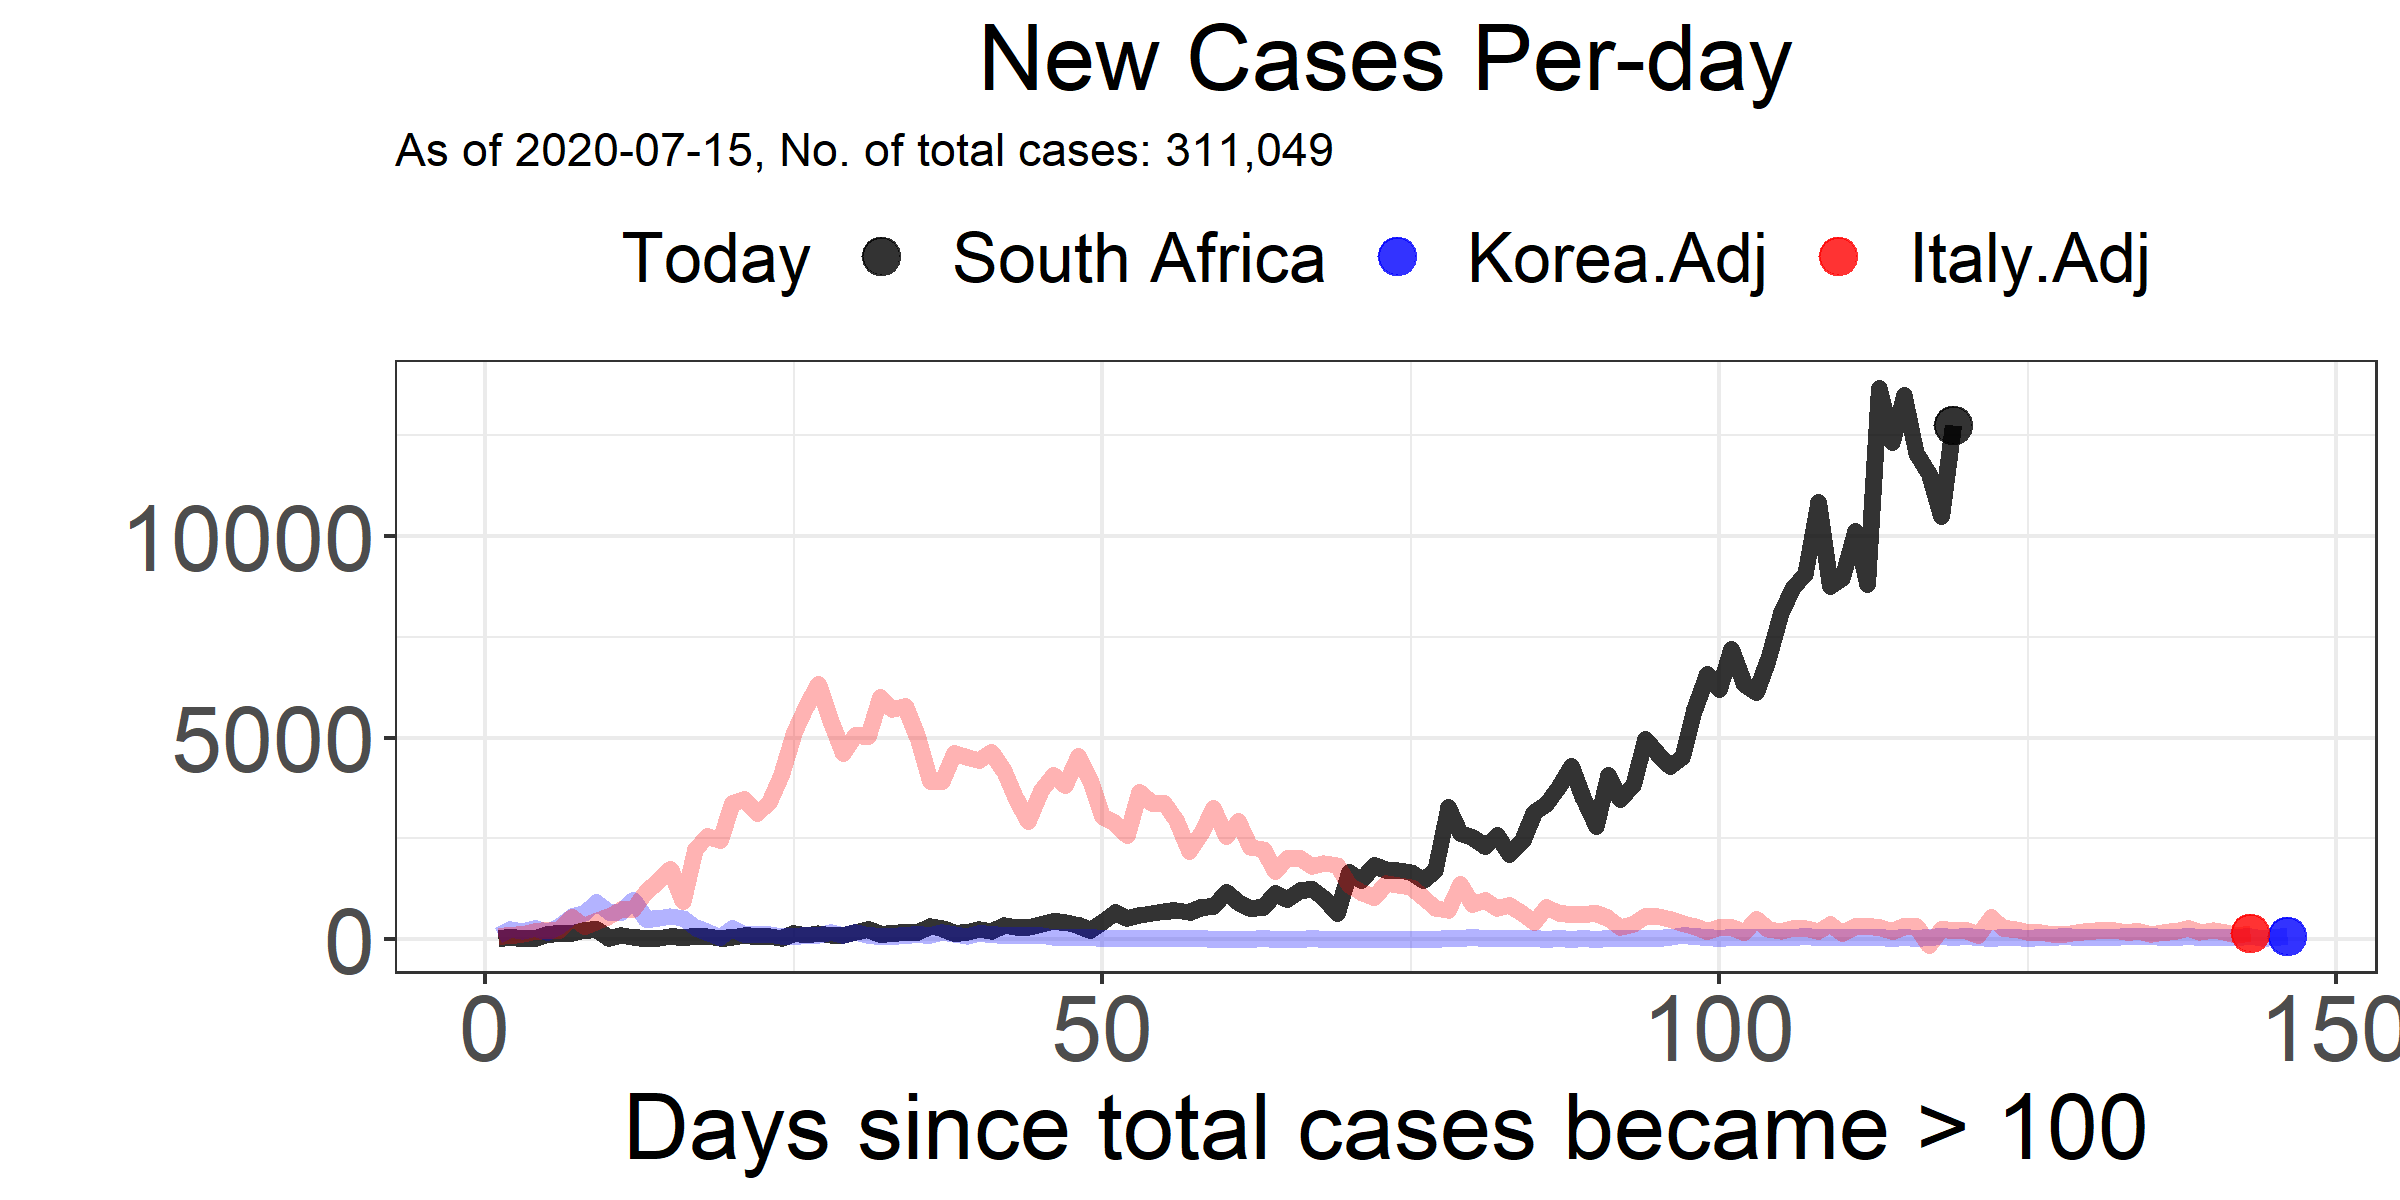 New Cases Per-day
As of 2020-07-15, No. of total cases: 311,049
Today South Africa Korea.Adj Italy.Adj
10000
5000
0
0 50 100 150
Days since total cases became > 100